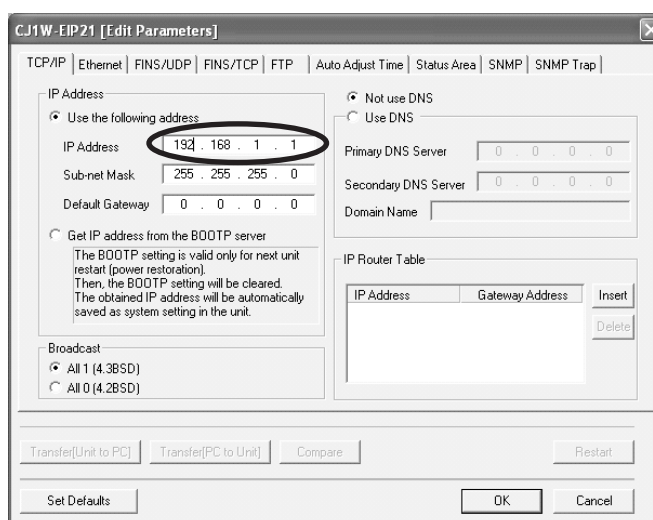 CJ1W-EIP21 [Edit Parameters]
TCP/IP Ethernet FINS/UDP FINS/TCP FTP Auto Adjust Time Status Area SNMP SNMP Trap
IP Address
Use the following address
IP Address 192 . 168 . 1 . 1
Sub-net Mask 255 . 255 . 255 . 0
Default Gateway 0 . 0 . 0 . 0
Get IP address from the BOOTP server
The BOOTP setting is valid only for next unit
restart (power restoration).
Then, the BOOTP setting will be cleared.
The obtained IP address will be automatically
saved as system setting in the unit.
Broadcast
All 1 (4.3BSD)
All 0 (4.2BSD)
Not use DNS
Use DNS
Primary DNS Server 0 . 0 . 0 . 0
Secondary DNS Server 0 . 0 . 0 . 0
Domain Name
IP Router Table
IP Address Gateway Address
Insert
Delete
Transfer[Unit to PC] Transfer[PC to Unit] Compare Restart
Set Defaults OK Cancel